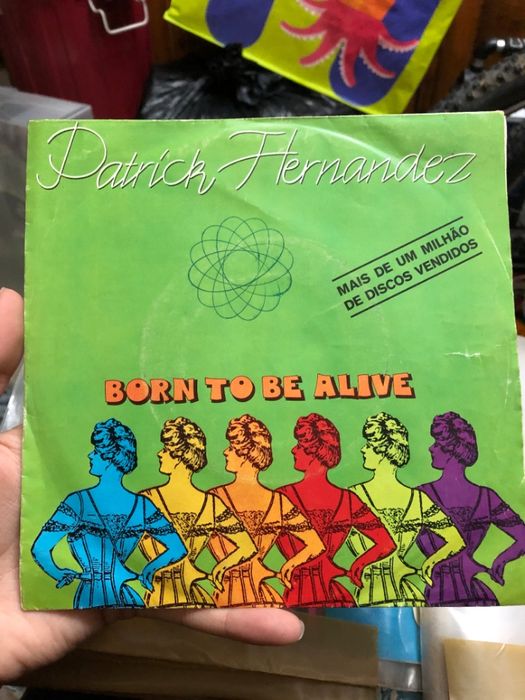 Patrick Hernandez
MAIS DE UM MILHÃO
DE DISCOS VENDIDOS
BORN TO BE ALIVE